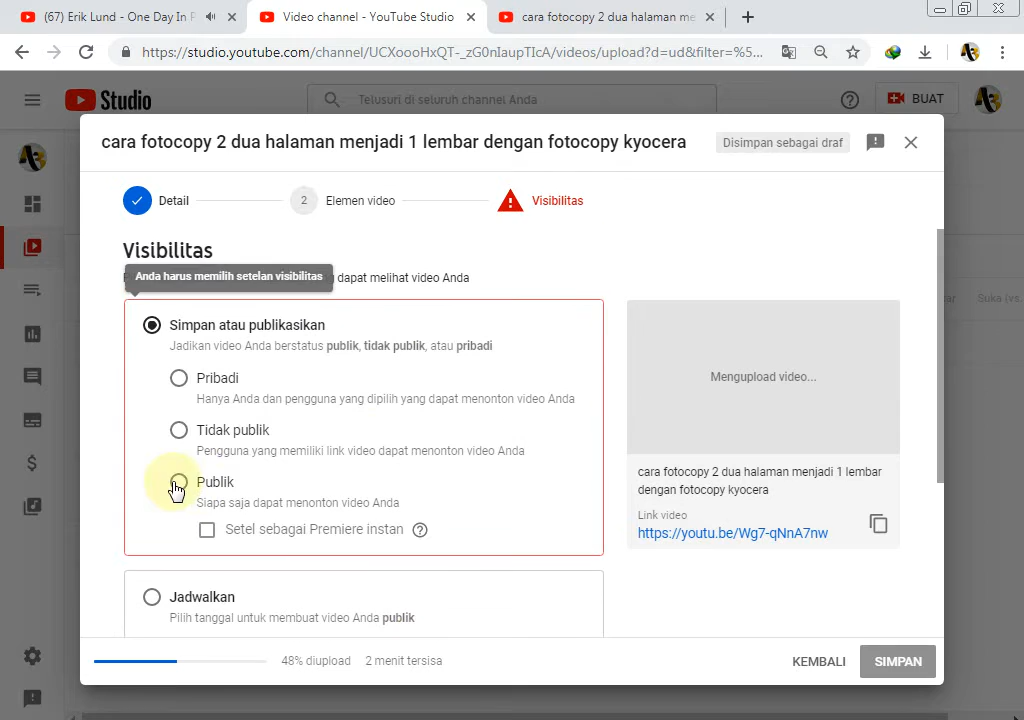 (67) Erik Lund - One Day In P
Video channel - YouTube Studio
cara fotocopy 2 dua halaman me
https://studio.youtube.com/channel/UCXoooHxQT-_zG0nIaupTIcA/videos/upload?d=ud&filter=%5...
Studio
Telusuri di seluruh channel Anda
BUAT
cara fotocopy 2 dua halaman menjadi 1 lembar dengan fotocopy kyocera
Disimpan sebagai draf
Detail
2
Elemen video
Visibilitas
Visibilitas
Anda harus memilih setelan visibilitas
dapat melihat video Anda
Simpan atau publikasikan
Jadikan video Anda berstatus publik, tidak publik, atau pribadi
Pribadi
Hanya Anda dan pengguna yang dipilih yang dapat menonton video Anda
Tidak publik
Pengguna yang memiliki link video dapat menonton video Anda
Publik
Siapa saja dapat menonton video Anda
Setel sebagai Premiere instan
Jadwalkan
Pilih tanggal untuk membuat video Anda publik
Mengupload video...
cara fotocopy 2 dua halaman menjadi 1 lembar
dengan fotocopy kyocera
Link video
https://youtu.be/Wg7-qNnA7nw
Suka (vs.
48% diupload
2 menit tersisa
KEMBALI
SIMPAN